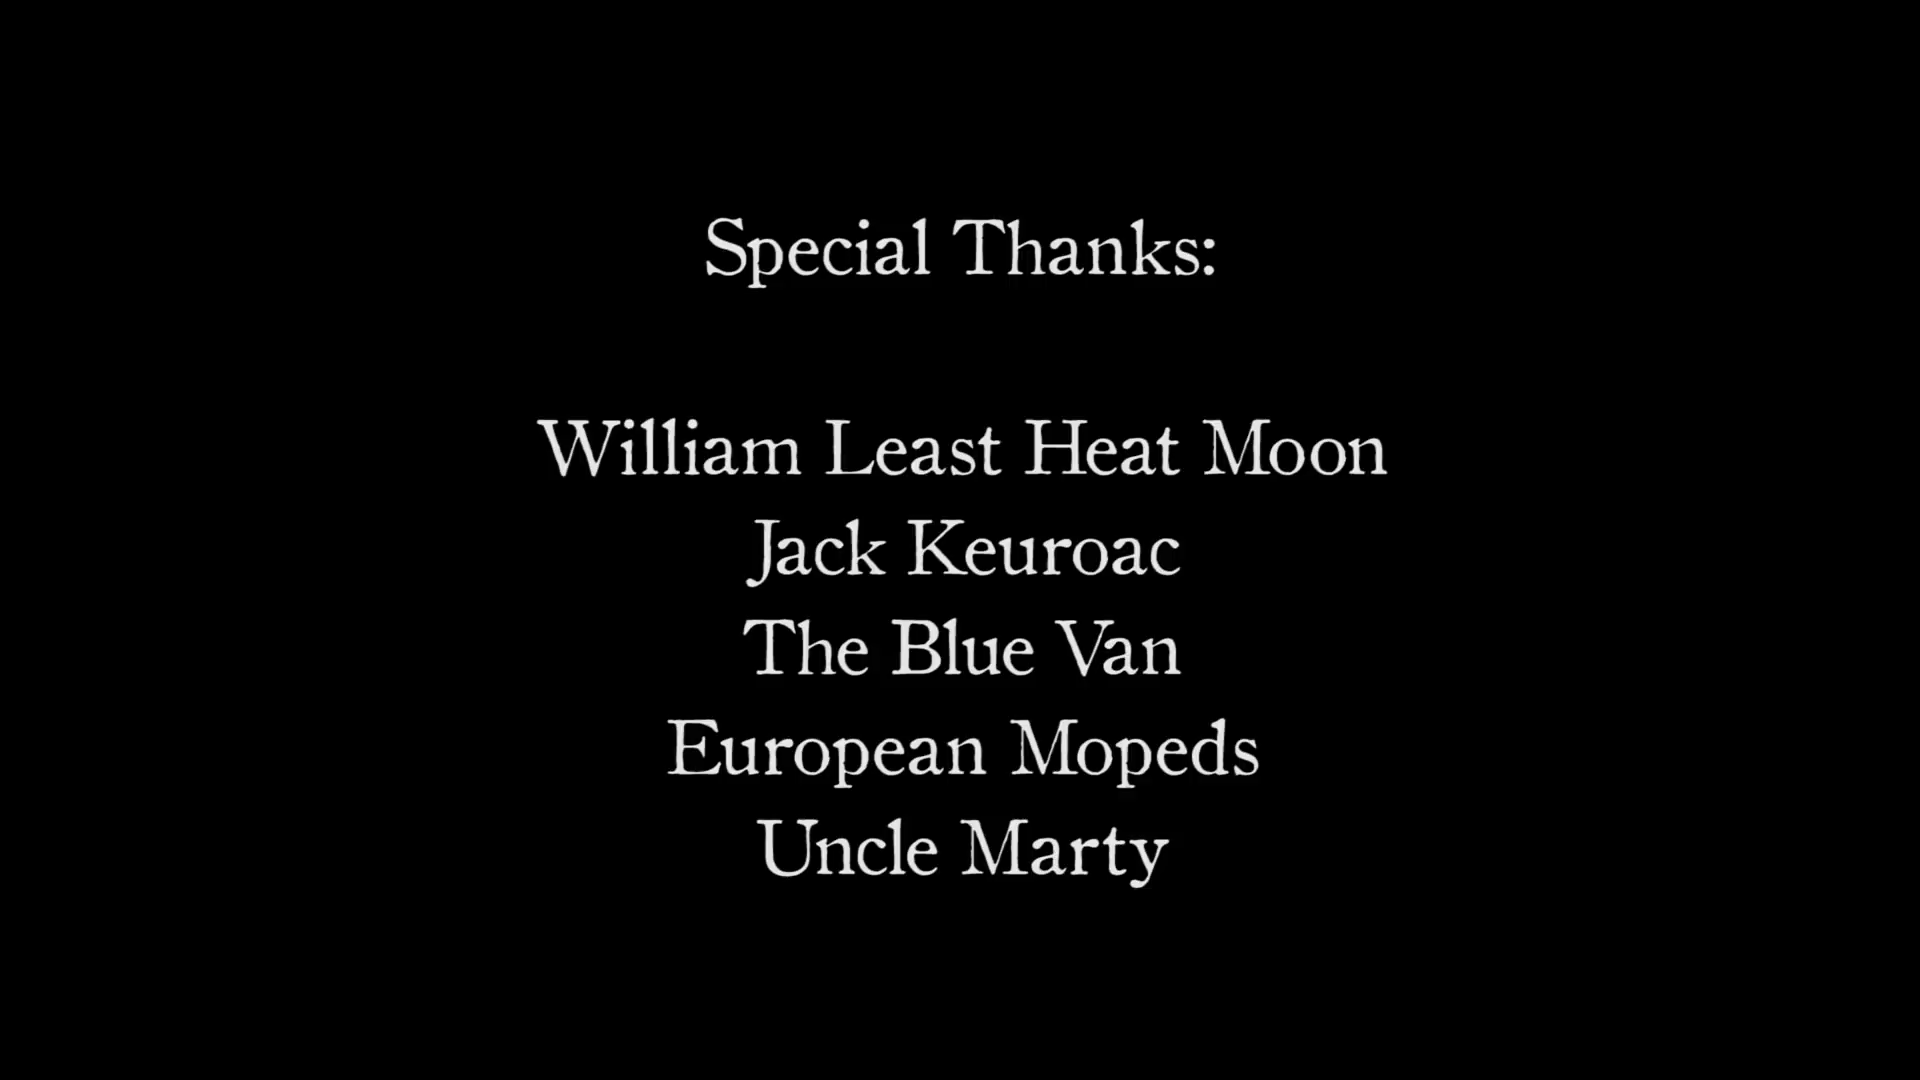 Special Thanks:
William Least Heat Moon
Jack Keuroac
The Blue Van
European Mopeds
Uncle Marty